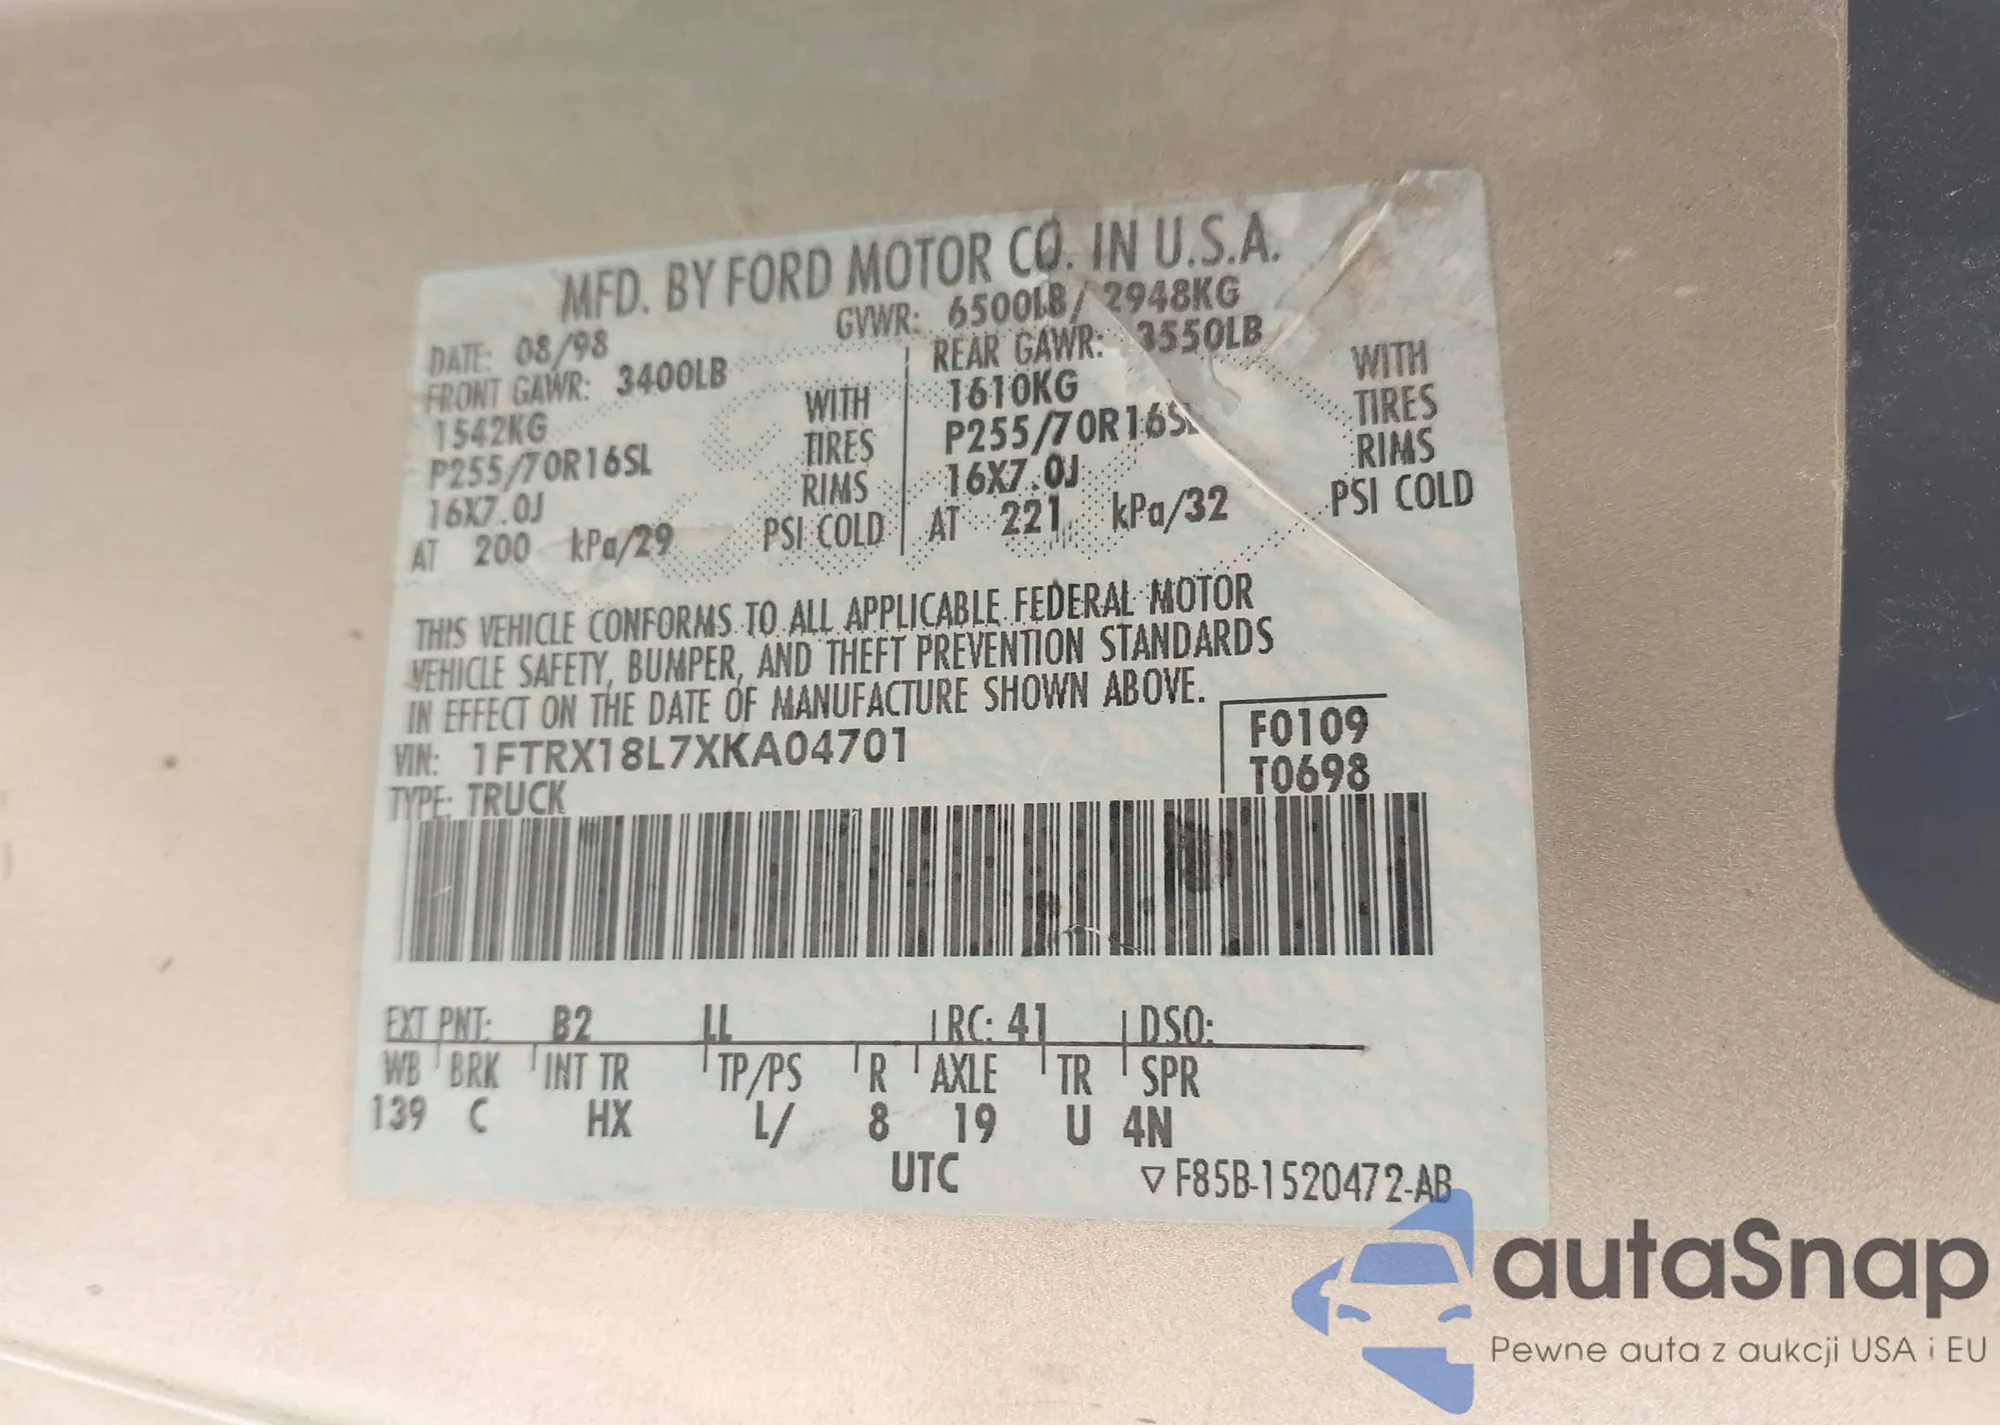 MFD. BY FORD MOTOR CO. IN U.S.A.
DATE: 08/98 GVWR: 6500LB/ 2948KG
FRONT GAWR: 3400LB REAR GAWR: 3550LB
1542KG WITH 1610KG WITH
P255/70R16SL TIRES P255/70R16SL TIRES
16X7.0J RIMS 16X7.0J RIMS
AT 200 kPa/29 PSI COLD AT 221 kPa/32 PSI COLD
THIS VEHICLE CONFORMS TO ALL APPLICABLE FEDERAL MOTOR
VEHICLE SAFETY, BUMPER, AND THEFT PREVENTION STANDARDS
IN EFFECT ON THE DATE OF MANUFACTURE SHOWN ABOVE.
VIN: 1FTRX18L7XKA04701 F0109
TYPE: TRUCK T0698
EXT PNT: B2 LL RC: 41 DSO:
WB BRK INT TR TP/PS R AXLE TR SPR
139 C HX L/ 8 19 U 4N
UTC ▽F85B-1520472-AB
autaSnap
Pewne auta z aukcji USA i EU